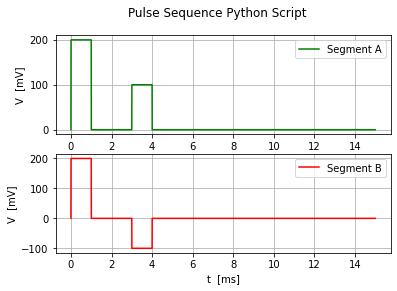 Pulse Sequence Python Script
200
100
0
V [mV]
Segment A
0 2 4 6 8 10 12 14
200
100
0
−100
V [mV]
Segment B
0 2 4 6 8 10 12 14
t [ms]